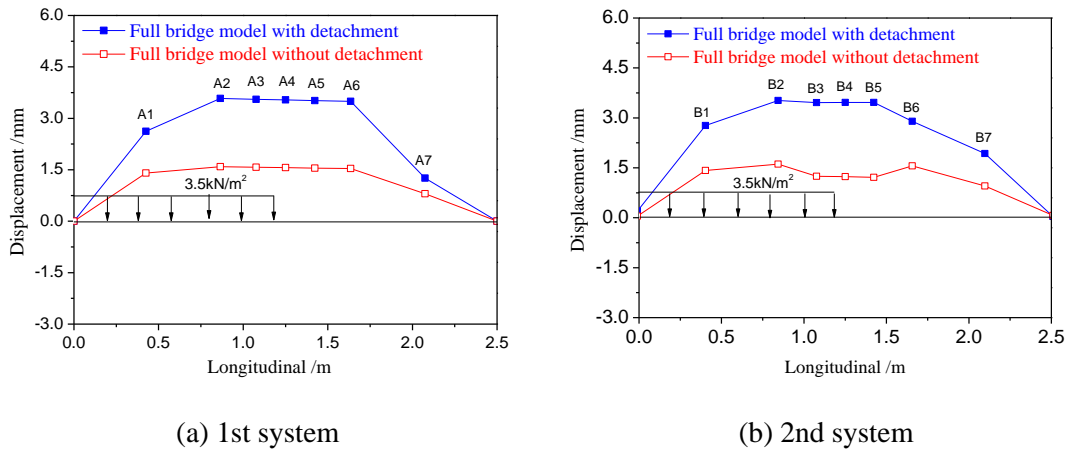 6.0
Full bridge model with detachment
Full bridge model without detachment
4.5
A2 A3 A4 A5 A6
3.0
A1
A7
1.5
3.5kN/m²
0.0
-1.5
-3.0
0.0 0.5 1.0 1.5 2.0 2.5
Displacement /mm
Longitudinal /m
(a) 1st system
6.0
Full bridge model with detachment
Full bridge model without detachment
4.5
B2 B3 B4 B5
B1 B6
3.0
B7
1.5
3.5kN/m²
0.0
-1.5
-3.0
0.0 0.5 1.0 1.5 2.0 2.5
Displacement /mm
Longitudinal /m
(b) 2nd system